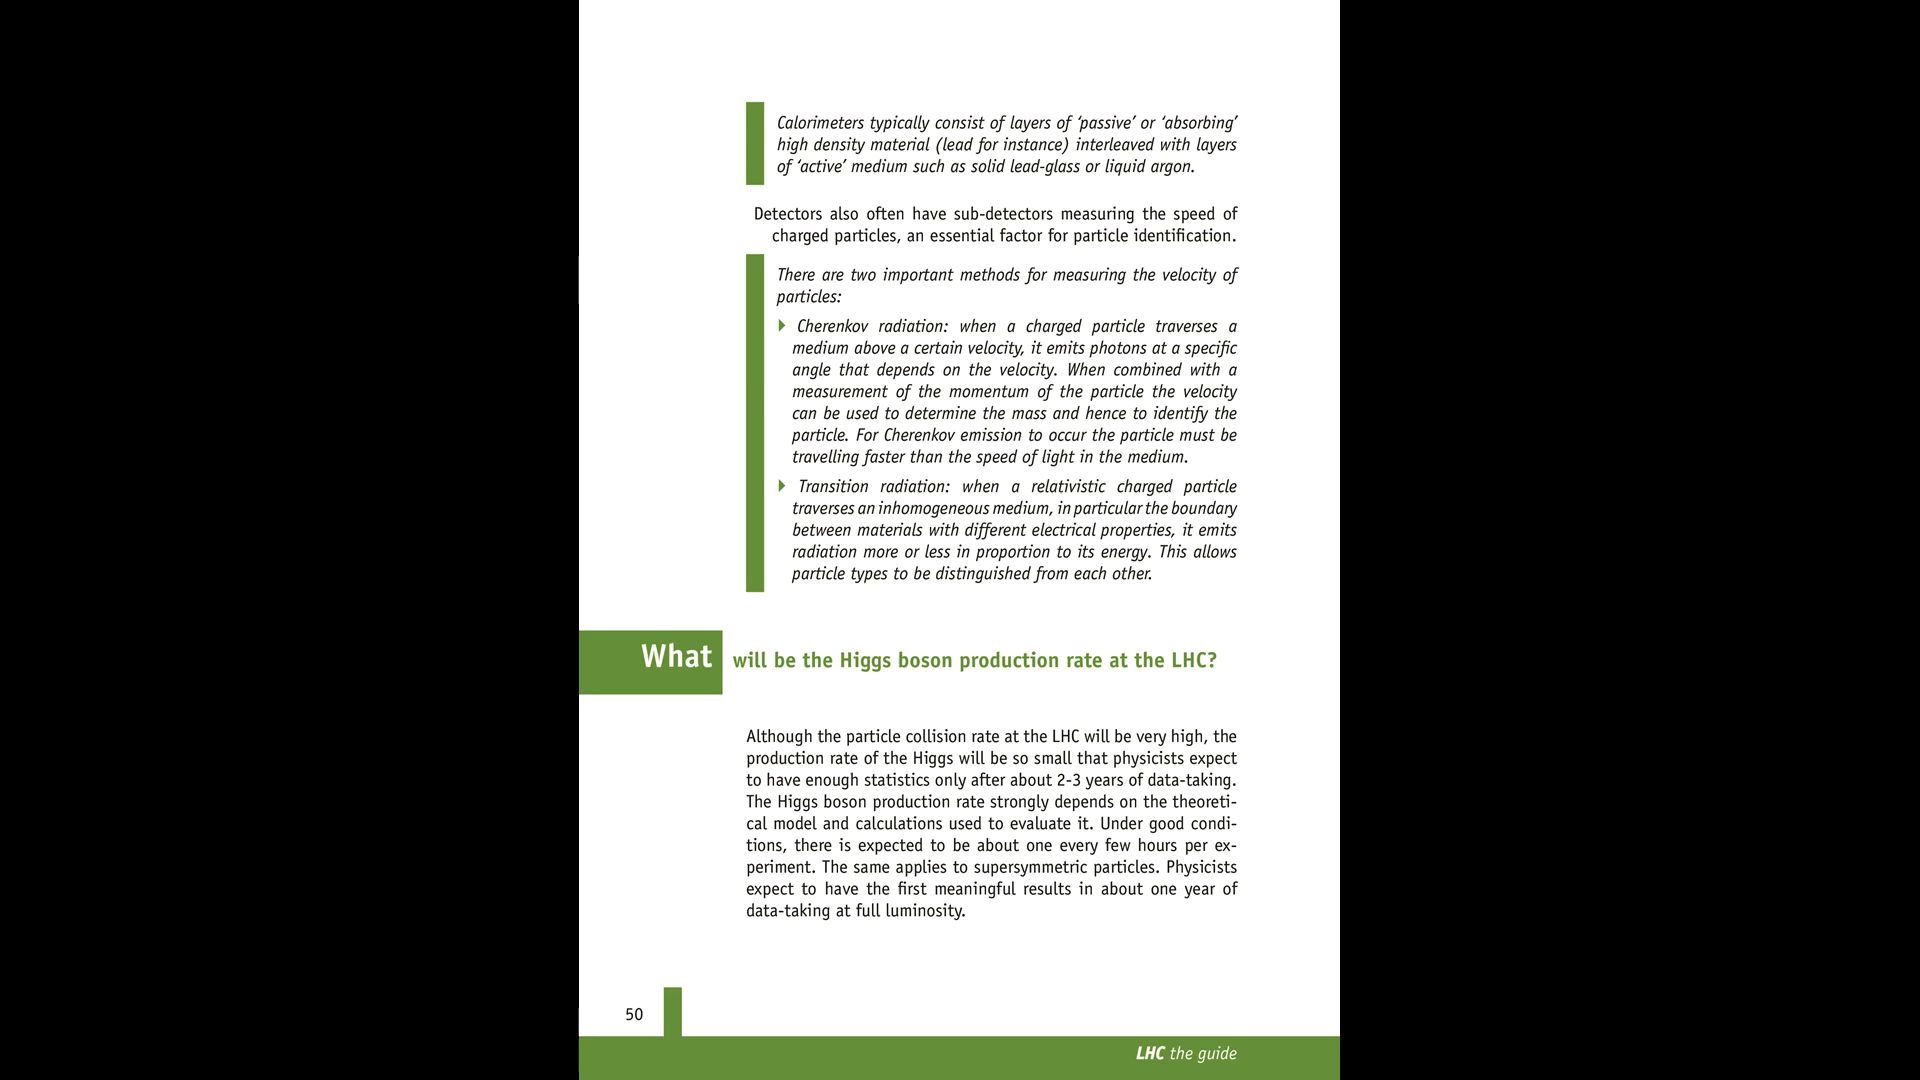 Calorimeters typically consist of layers of ‘passive’ or ‘absorbing’
high density material (lead for instance) interleaved with layers
of ‘active’ medium such as solid lead-glass or liquid argon.
Detectors also often have sub-detectors measuring the speed of
charged particles, an essential factor for particle identification.
There are two important methods for measuring the velocity of
particles:
Cherenkov radiation: when a charged particle traverses a
medium above a certain velocity, it emits photons at a specific
angle that depends on the velocity. When combined with a
measurement of the momentum of the particle the velocity
can be used to determine the mass and hence to identify the
particle. For Cherenkov emission to occur the particle must be
travelling faster than the speed of light in the medium.
Transition radiation: when a relativistic charged particle
traverses an inhomogeneous medium, in particular the boundary
between materials with different electrical properties, it emits
radiation more or less in proportion to its energy. This allows
particle types to be distinguished from each other.
What will be the Higgs boson production rate at the LHC?
Although the particle collision rate at the LHC will be very high, the
production rate of the Higgs will be so small that physicists expect
to have enough statistics only after about 2-3 years of data-taking.
The Higgs boson production rate strongly depends on the theoreti-
cal model and calculations used to evaluate it. Under good condi-
tions, there is expected to be about one every few hours per ex-
periment. The same applies to supersymmetric particles. Physicists
expect to have the first meaningful results in about one year of
data-taking at full luminosity.
50
LHC the guide